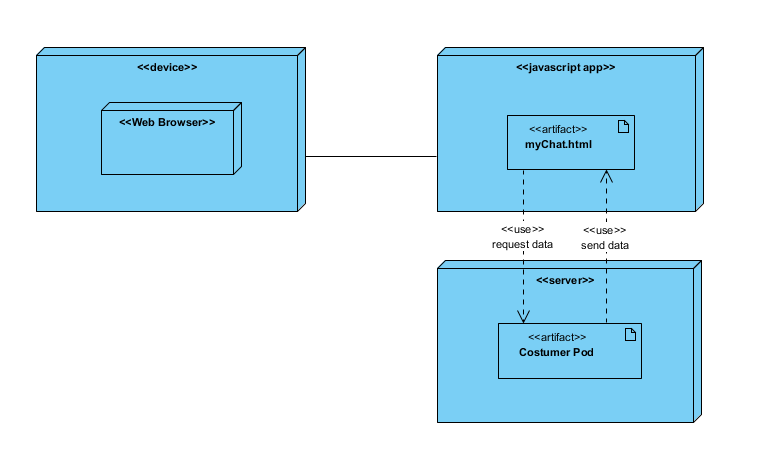 <<device>>
<<Web Browser>>
<<javascript app>>
<<artifact>>
myChat.html
<<use>>
request data
<<use>>
send data
<<server>>
<<artifact>>
Costumer Pod